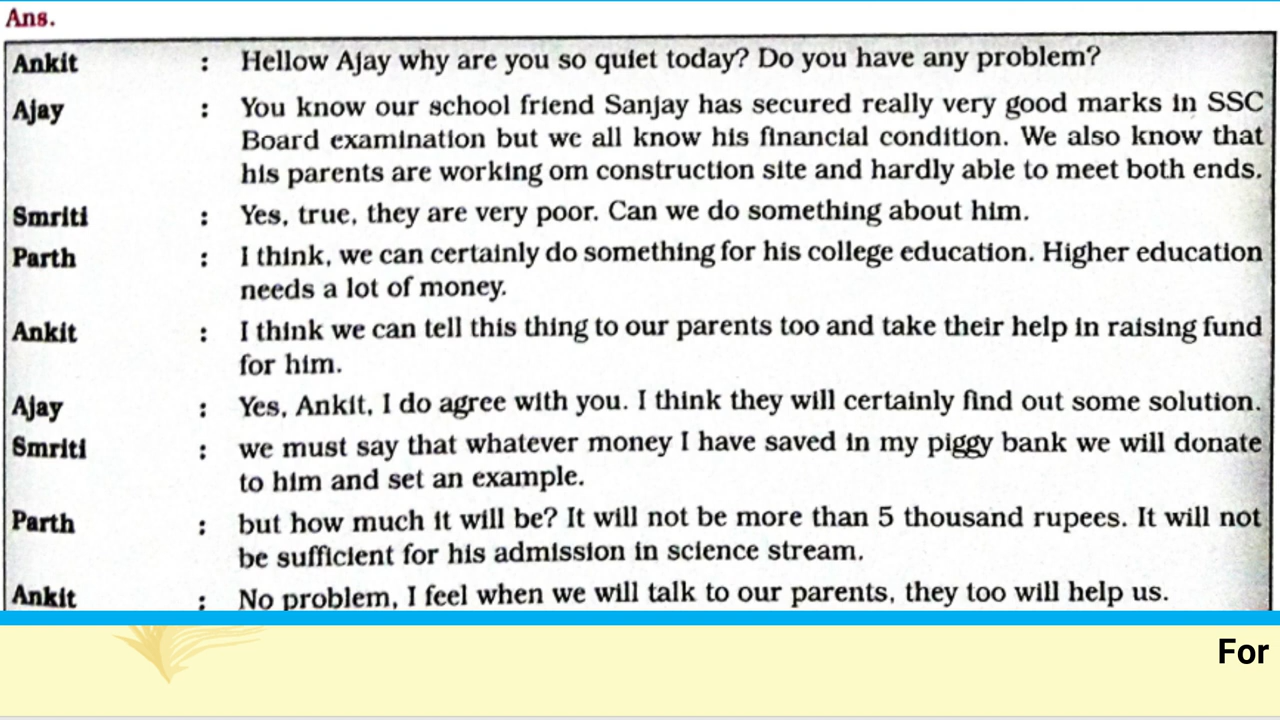 Ans.
Ankit : Hellow Ajay why are you so quiet today? Do you have any problem?
Ajay : You know our school friend Sanjay has secured really very good marks in SSC
Board examination but we all know his financial condition. We also know that
his parents are working om construction site and hardly able to meet both ends.
Smriti : Yes, true, they are very poor. Can we do something about him.
Parth : I think, we can certainly do something for his college education. Higher education
needs a lot of money.
Ankit : I think we can tell this thing to our parents too and take their help in raising fund
for him.
Ajay : Yes, Ankit, I do agree with you. I think they will certainly find out some solution.
Smriti : we must say that whatever money I have saved in my piggy bank we will donate
to him and set an example.
Parth : but how much it will be? It will not be more than 5 thousand rupees. It will not
be sufficient for his admission in science stream.
Ankit : No problem, I feel when we will talk to our parents, they too will help us.
For